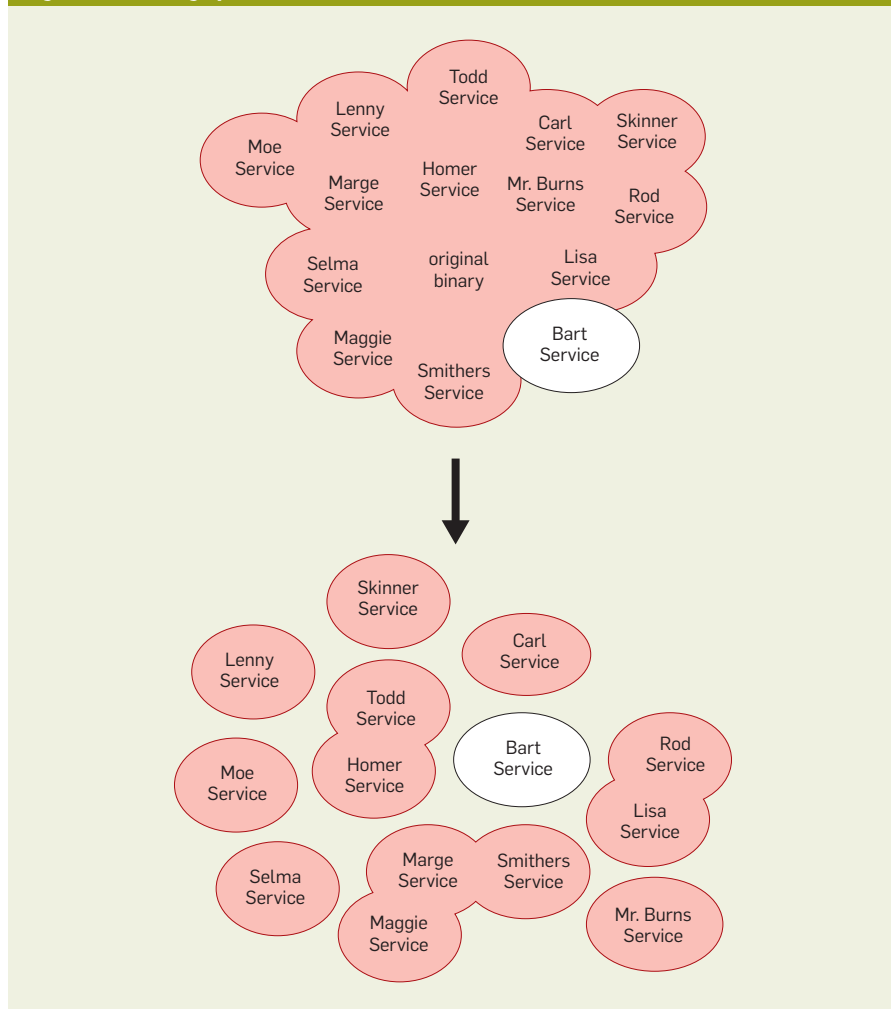 Todd
Service
Lenny
Service
Carl
Service
Skinner
Service
Moe
Service
Homer
Service
Marge
Service
Mr. Burns
Service
Rod
Service
Selma
Service
original
binary
Lisa
Service
Bart
Service
Maggie
Service
Smithers
Service
Skinner
Service
Carl
Service
Lenny
Service
Todd
Service
Bart
Service
Rod
Service
Homer
Service
Moe
Service
Lisa
Service
Marge
Service
Smithers
Service
Selma
Service
Maggie
Service
Mr. Burns
Service